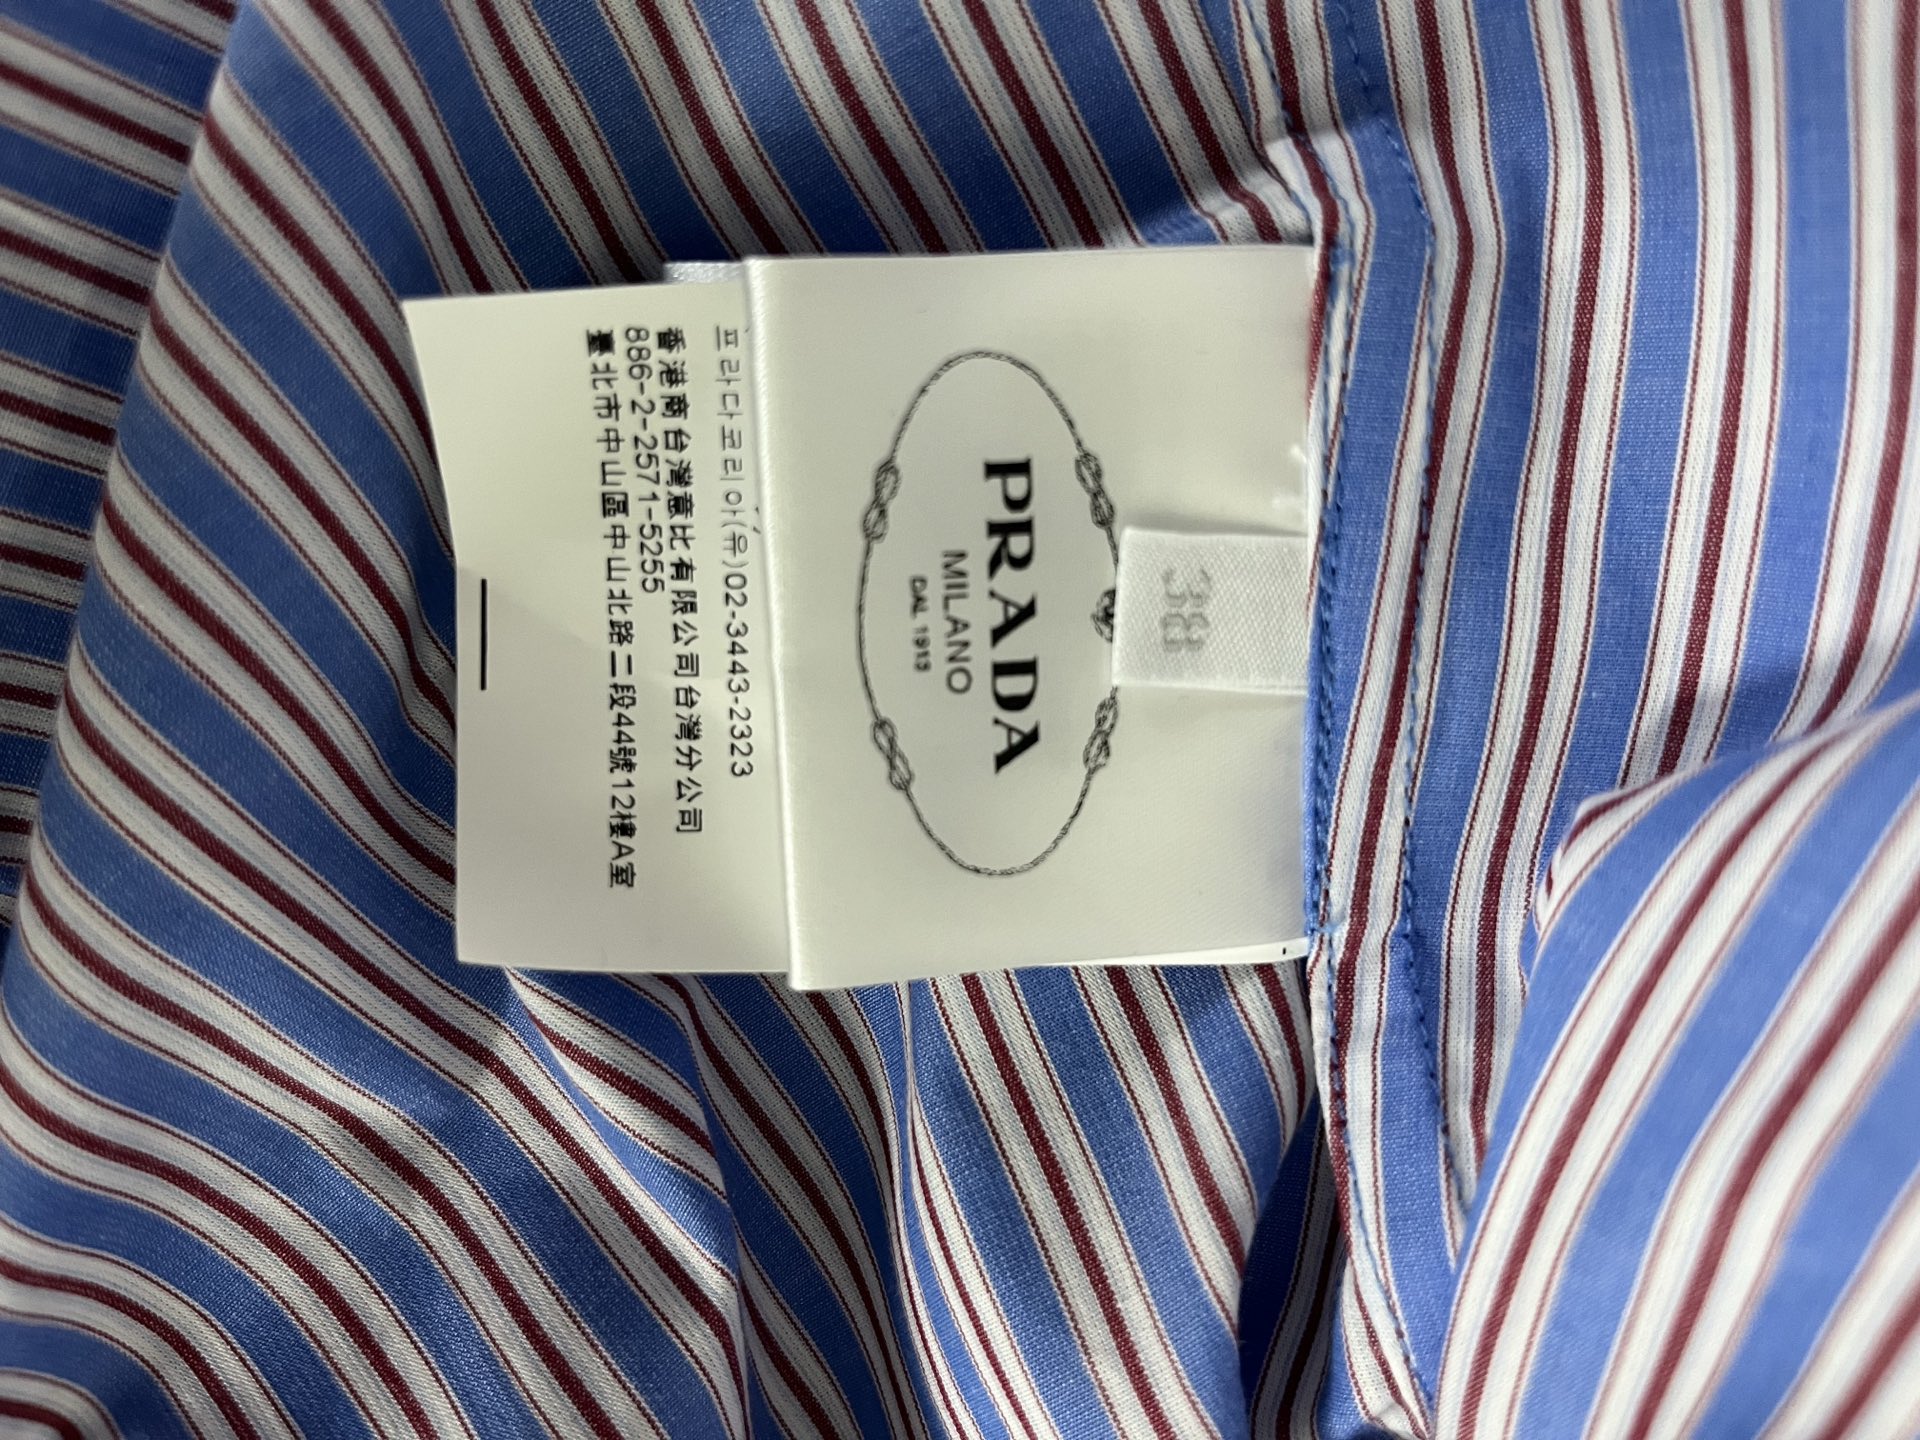 38
PRADA
MILANO
DAL 1913
프라다코리아(유)02-3443-2323
香港商台灣意比有限公司台灣分公司
886-2-2571-5255
臺北市中山區中山北路二段44號12樓A室